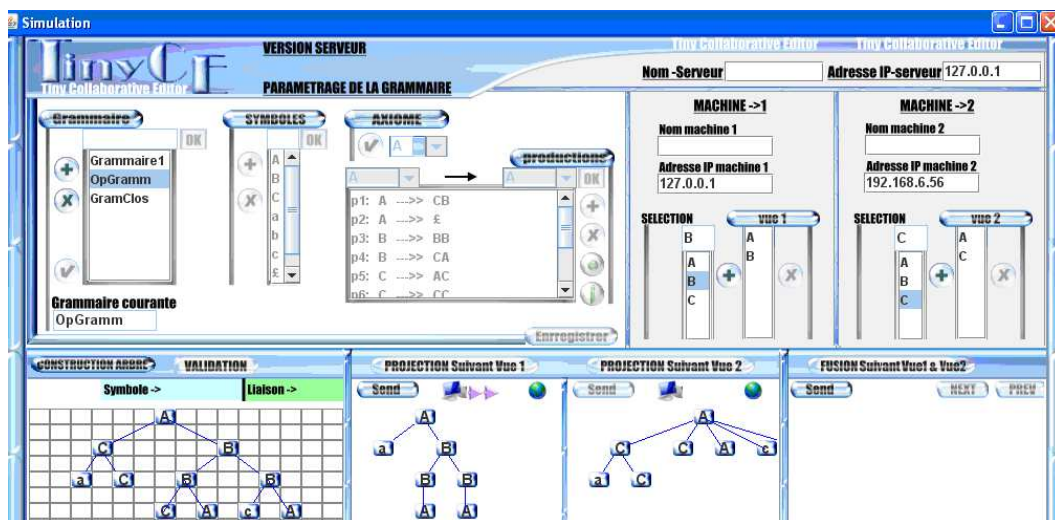 Simulation
TinyCE
Tiny Collaborative Editor
VERSION SERVEUR
PARAMETRAGE DE LA GRAMMAIRE
Tiny Collaborative Editor Tiny Collaborative Editor
Nom -Serveur Adresse IP-serveur 127.0.0.1
Grammaire
OK
Grammaire1
OpGramm
GramClos
Grammaire courante
OpGramm
SYMBOLES
OK
A
B
C
a
b
c
£
AXIOME
A
productions
A A OK
p1: A --->> CB
p2: A --->> £
p3: B --->> BB
p4: B --->> CA
p5: C --->> AC
p6: C --->> CC
Enrregistrer
MACHINE ->1
Nom machine 1
Adresse IP machine 1
127.0.0.1
SELECTION vue 1
B
A
B
C
A
B
MACHINE ->2
Nom machine 2
Adresse IP machine 2
192.168.6.56
SELECTION vue 2
C
A
B
C
A
C
CONSTRUCTION ARBRE VALIDATION
Symbole -> Liaison ->
A
C B
a C B B
C A c A
PROJECTION Suivant Vue 1
Send
A
a B
B B
A A
PROJECTION Suivant Vue 2
Send
A
C C A c
a C
FUSION Suivant Vue1 & Vue2
Send NEXT PREV